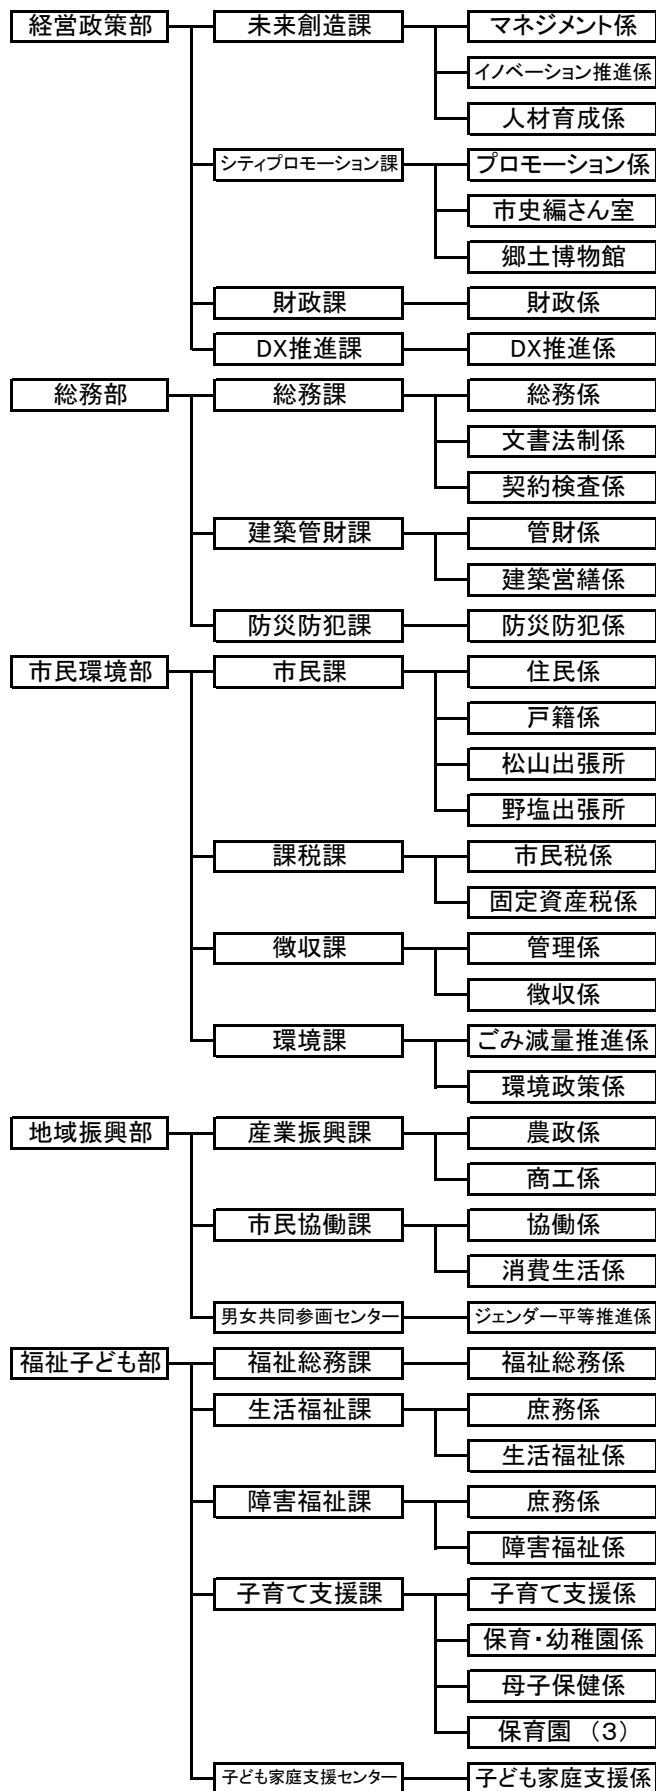 経営政策部 未来創造課 マネジメント係
イノベーション推進係
人材育成係
シティプロモーション課 プロモーション係
市史編さん室
郷土博物館
財政課 財政係
DX推進課 DX推進係
総務部 総務課 総務係
文書法制係
契約検査係
建築管財課 管財係
建築営繕係
防災防犯課 防災防犯係
市民環境部 市民課 住民係
戸籍係
松山出張所
野塩出張所
課税課 市民税係
固定資産税係
徴収課 管理係
徴収係
環境課 ごみ減量推進係
環境政策係
地域振興部 産業振興課 農政係
商工係
市民協働課 協働係
消費生活係
男女共同参画センター ジェンダー平等推進係
福祉子ども部 福祉総務課 福祉総務係
生活福祉課 庶務係
生活福祉係
障害福祉課 庶務係
障害福祉係
子育て支援課 子育て支援係
保育・幼稚園係
母子保健係
保育園 （3）
子ども家庭支援センター 子ども家庭支援係